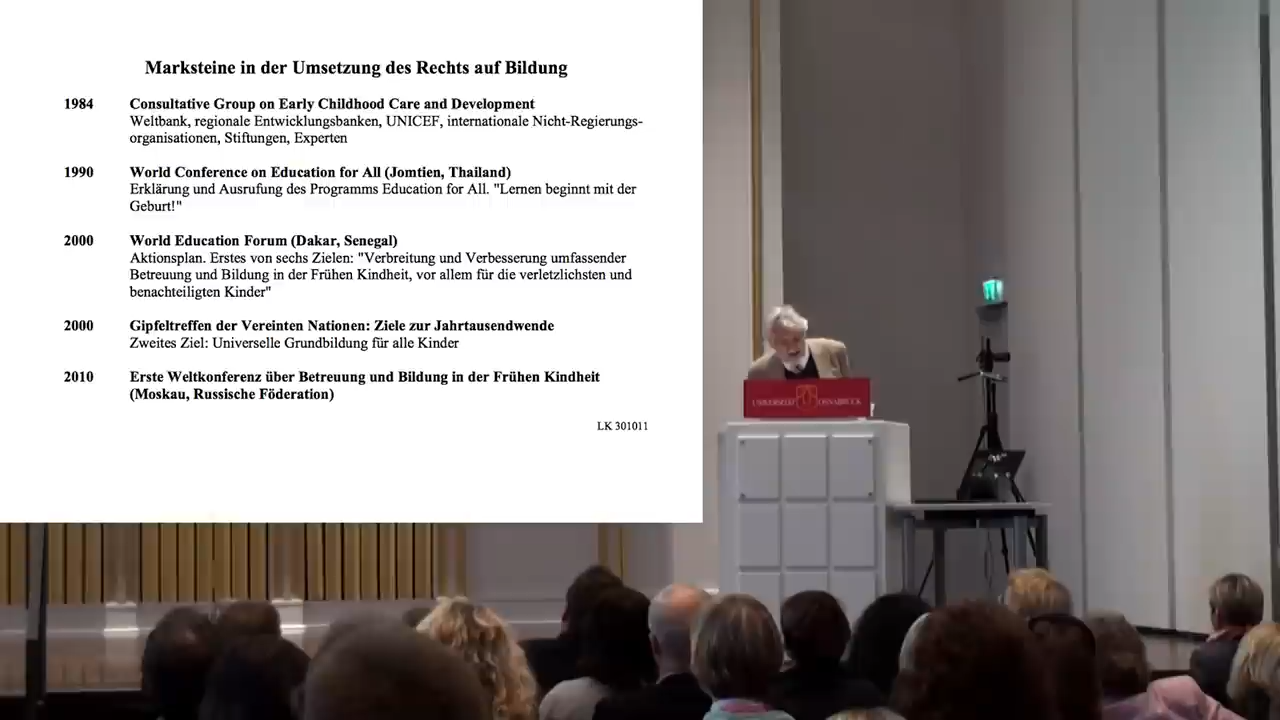 Marksteine in der Umsetzung des Rechts auf Bildung
1984 Consultative Group on Early Childhood Care and Development
Weltbank, regionale Entwicklungsbanken, UNICEF, internationale Nicht-Regierungs-
organisationen, Stiftungen, Experten
1990 World Conference on Education for All (Jomtien, Thailand)
Erklärung und Ausrufung des Programms Education for All. "Lernen beginnt mit der
Geburt!"
2000 World Education Forum (Dakar, Senegal)
Aktionsplan. Erstes von sechs Zielen: "Verbreitung und Verbesserung umfassender
Betreuung und Bildung in der Frühen Kindheit, vor allem für die verletzlichsten und
benachteiligten Kinder"
2000 Gipfeltreffen der Vereinten Nationen: Ziele zur Jahrtausendwende
Zweites Ziel: Universelle Grundbildung für alle Kinder
2010 Erste Weltkonferenz über Betreuung und Bildung in der Frühen Kindheit
(Moskau, Russische Föderation)
LK 301011
UNIVERSITÄT OSNABRÜCK